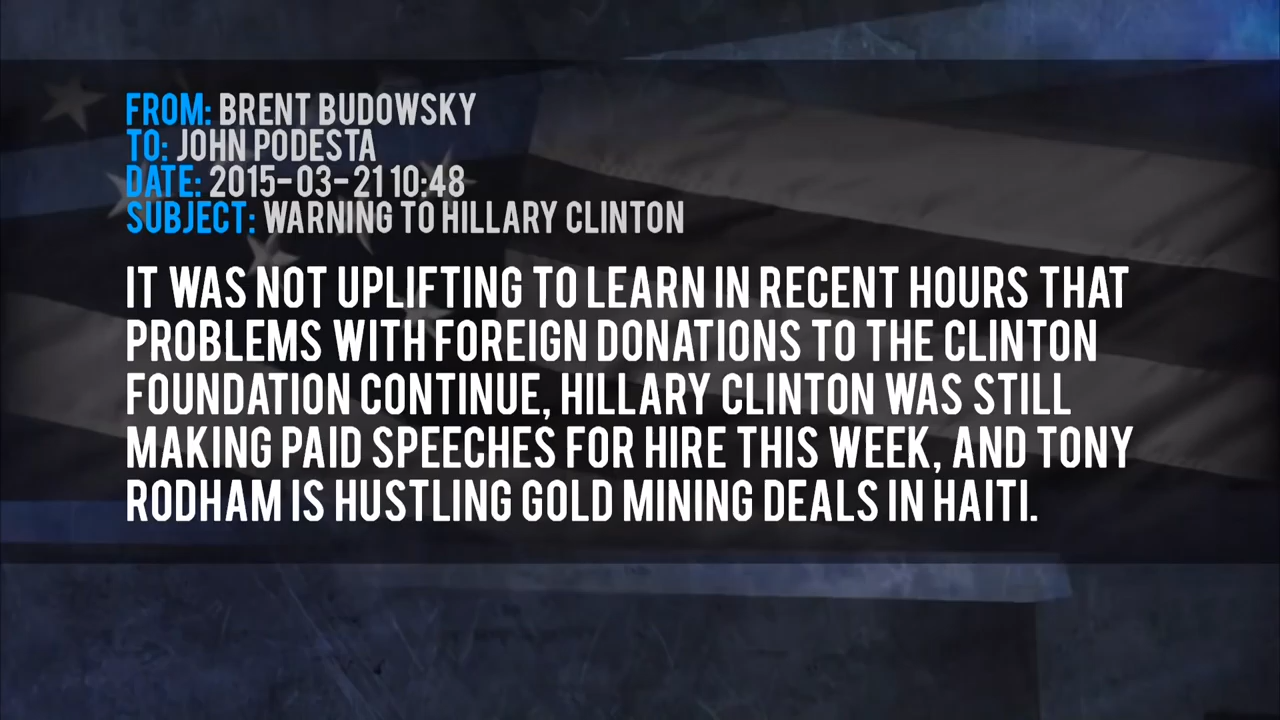 FROM: BRENT BUDOWSKY
TO: JOHN PODESTA
DATE: 2015-03-21 10:48
SUBJECT: WARNING TO HILLARY CLINTON
IT WAS NOT UPLIFTING TO LEARN IN RECENT HOURS THAT
PROBLEMS WITH FOREIGN DONATIONS TO THE CLINTON
FOUNDATION CONTINUE, HILLARY CLINTON WAS STILL
MAKING PAID SPEECHES FOR HIRE THIS WEEK, AND TONY
RODHAM IS HUSTLING GOLD MINING DEALS IN HAITI.